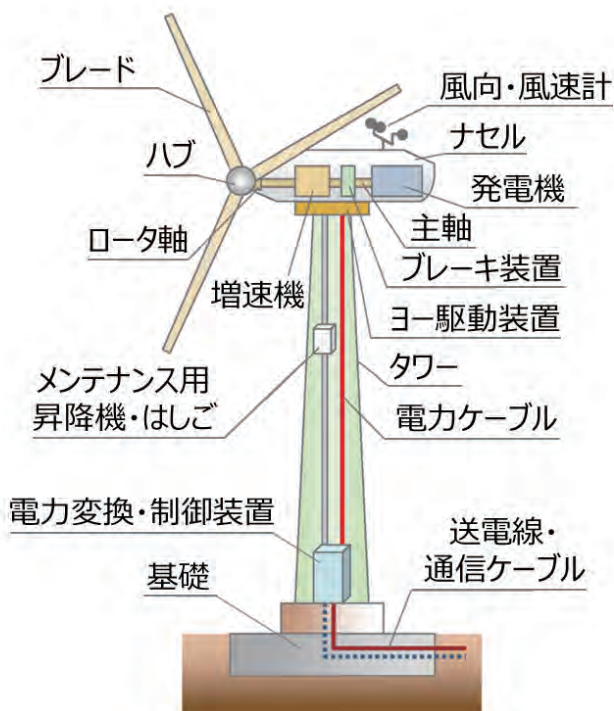 ブレード
風向・風速計
ナセル
ハブ
発電機
主軸
ロータ軸
ブレーキ装置
増速機
ヨー駆動装置
タワー
メンテナンス用
昇降機・はしご
電力ケーブル
電力変換・制御装置
送電線・
通信ケーブル
基礎